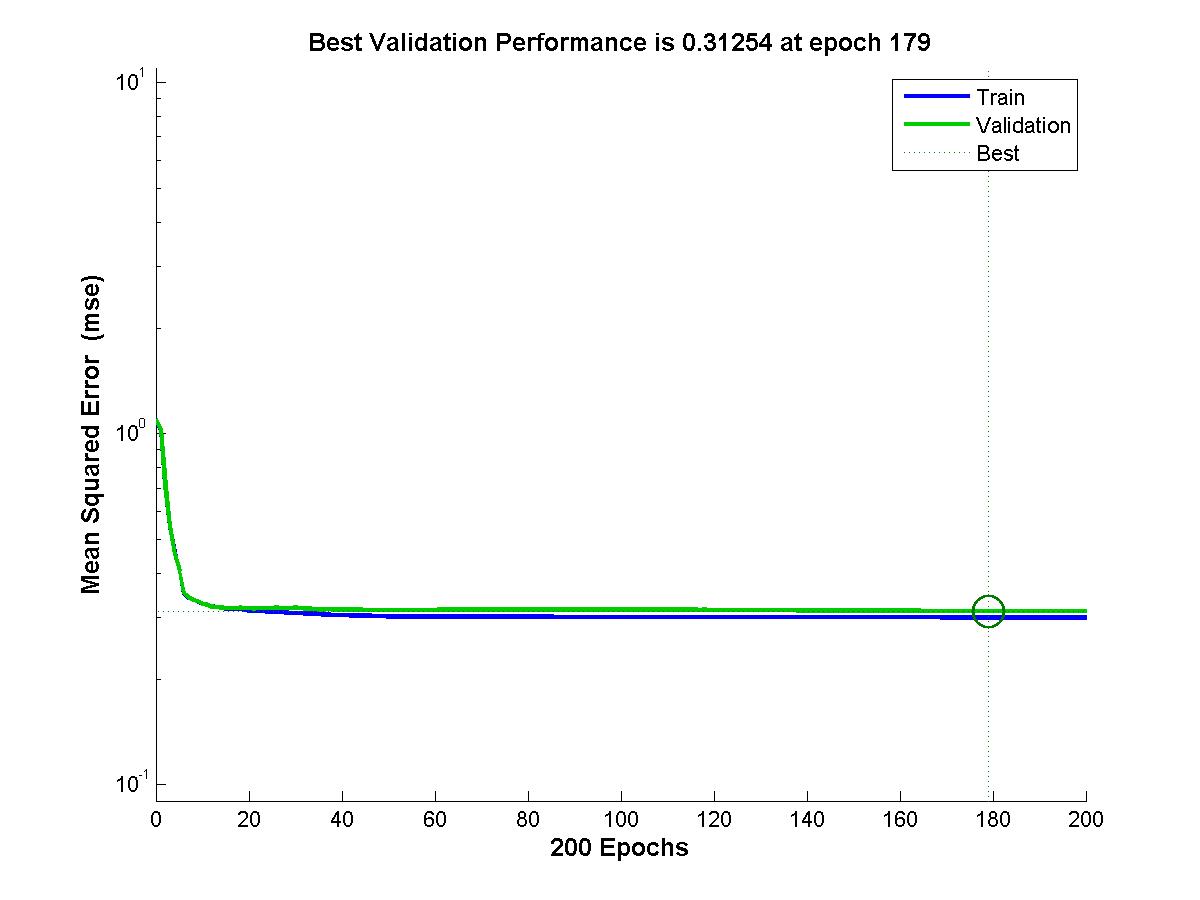 Best Validation Performance is 0.31254 at epoch 179
Train
Validation
Best
Mean Squared Error (mse)
10^1
10^0
10^-1
0 20 40 60 80 100 120 140 160 180 200
200 Epochs